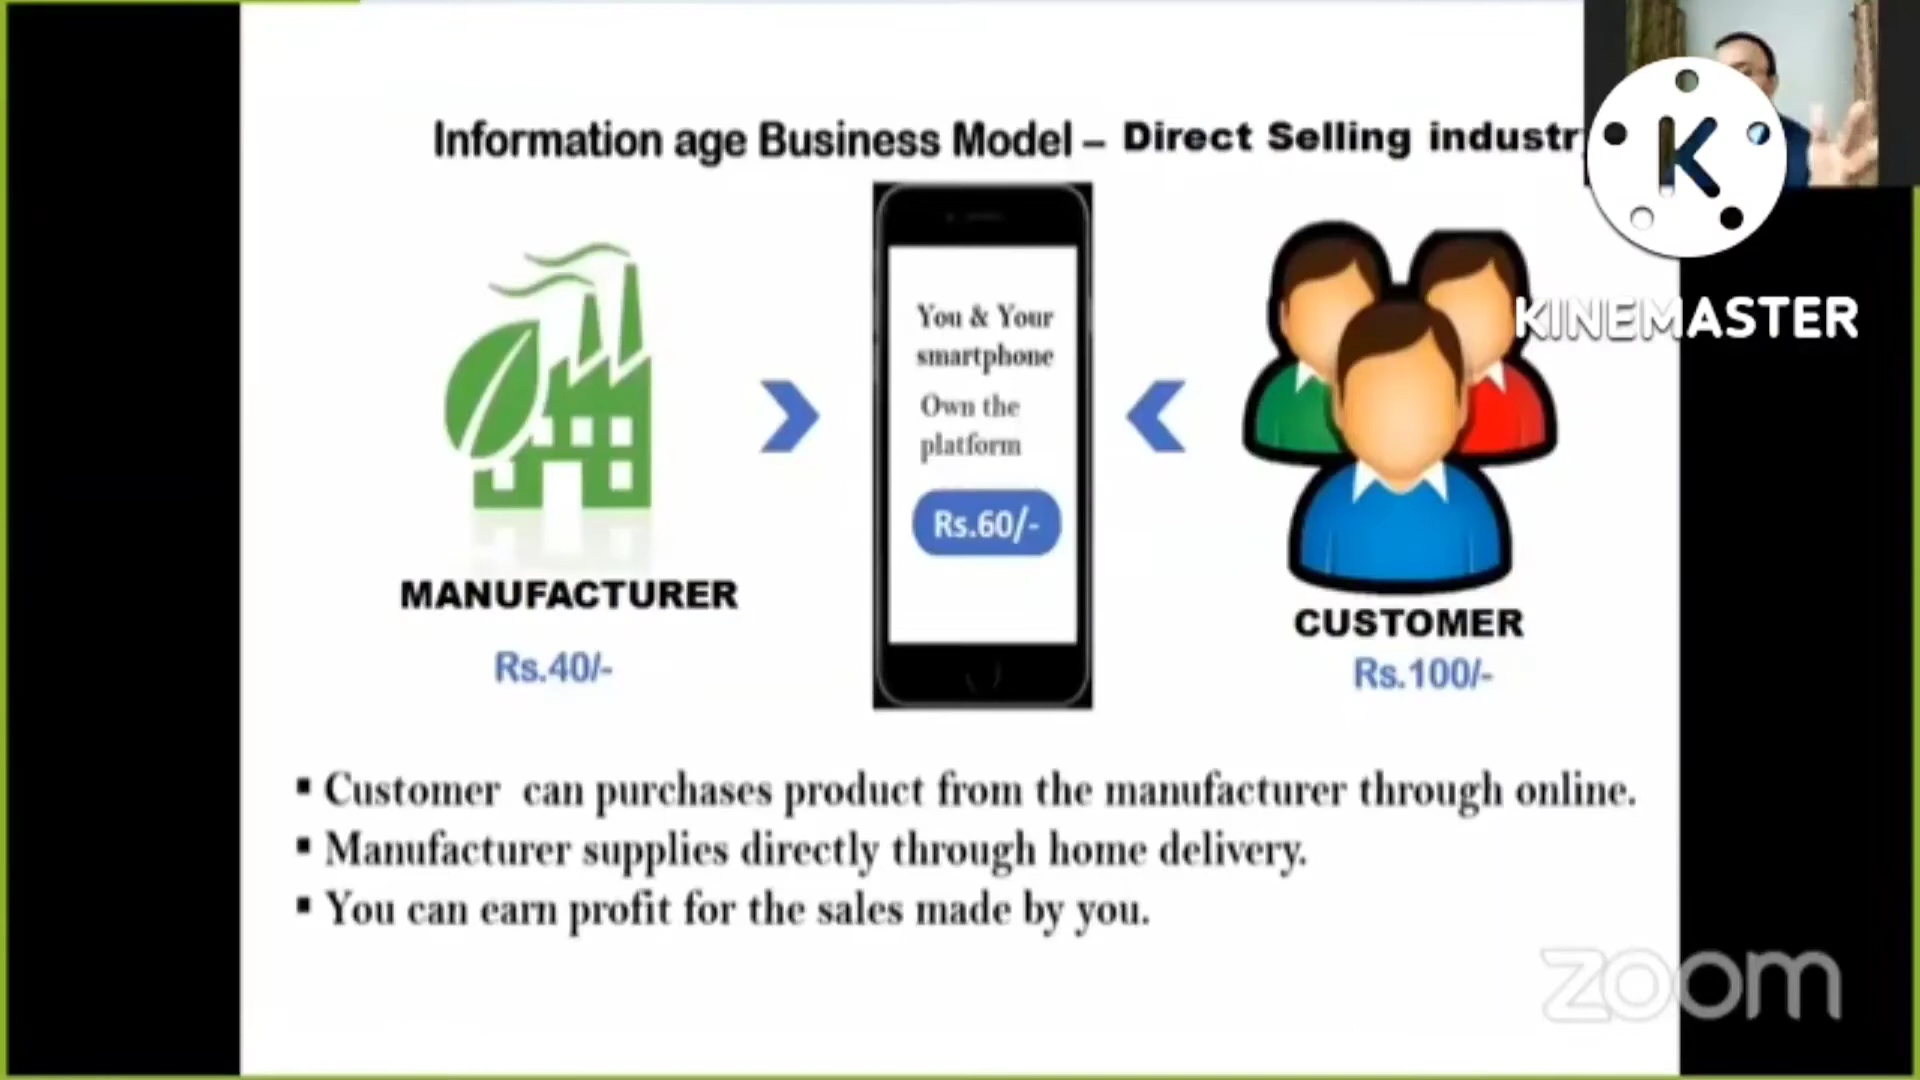 Information age Business Model – Direct Selling industr
K
KINEMASTER
You & Your
smartphone
Own the
platform
Rs.60/-
MANUFACTURER
Rs.40/-
CUSTOMER
Rs.100/-
▪ Customer can purchases product from the manufacturer through online.
▪ Manufacturer supplies directly through home delivery.
▪ You can earn profit for the sales made by you.
zoom